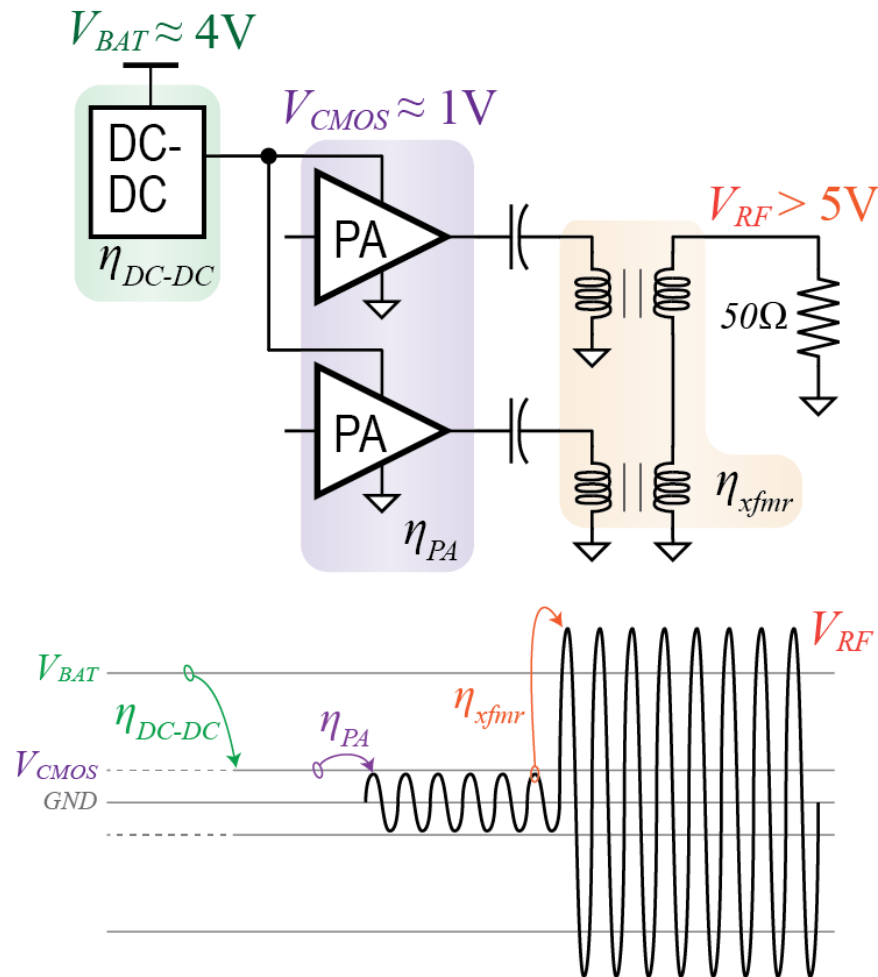 V_BAT ≈ 4V
V_CMOS ≈ 1V
DC-
DC
PA
V_RF > 5V
η_DC-DC
50Ω
PA
η_xfmr
η_PA
V_RF
V_BAT
η_DC-DC
η_PA
η_xfmr
V_CMOS
GND